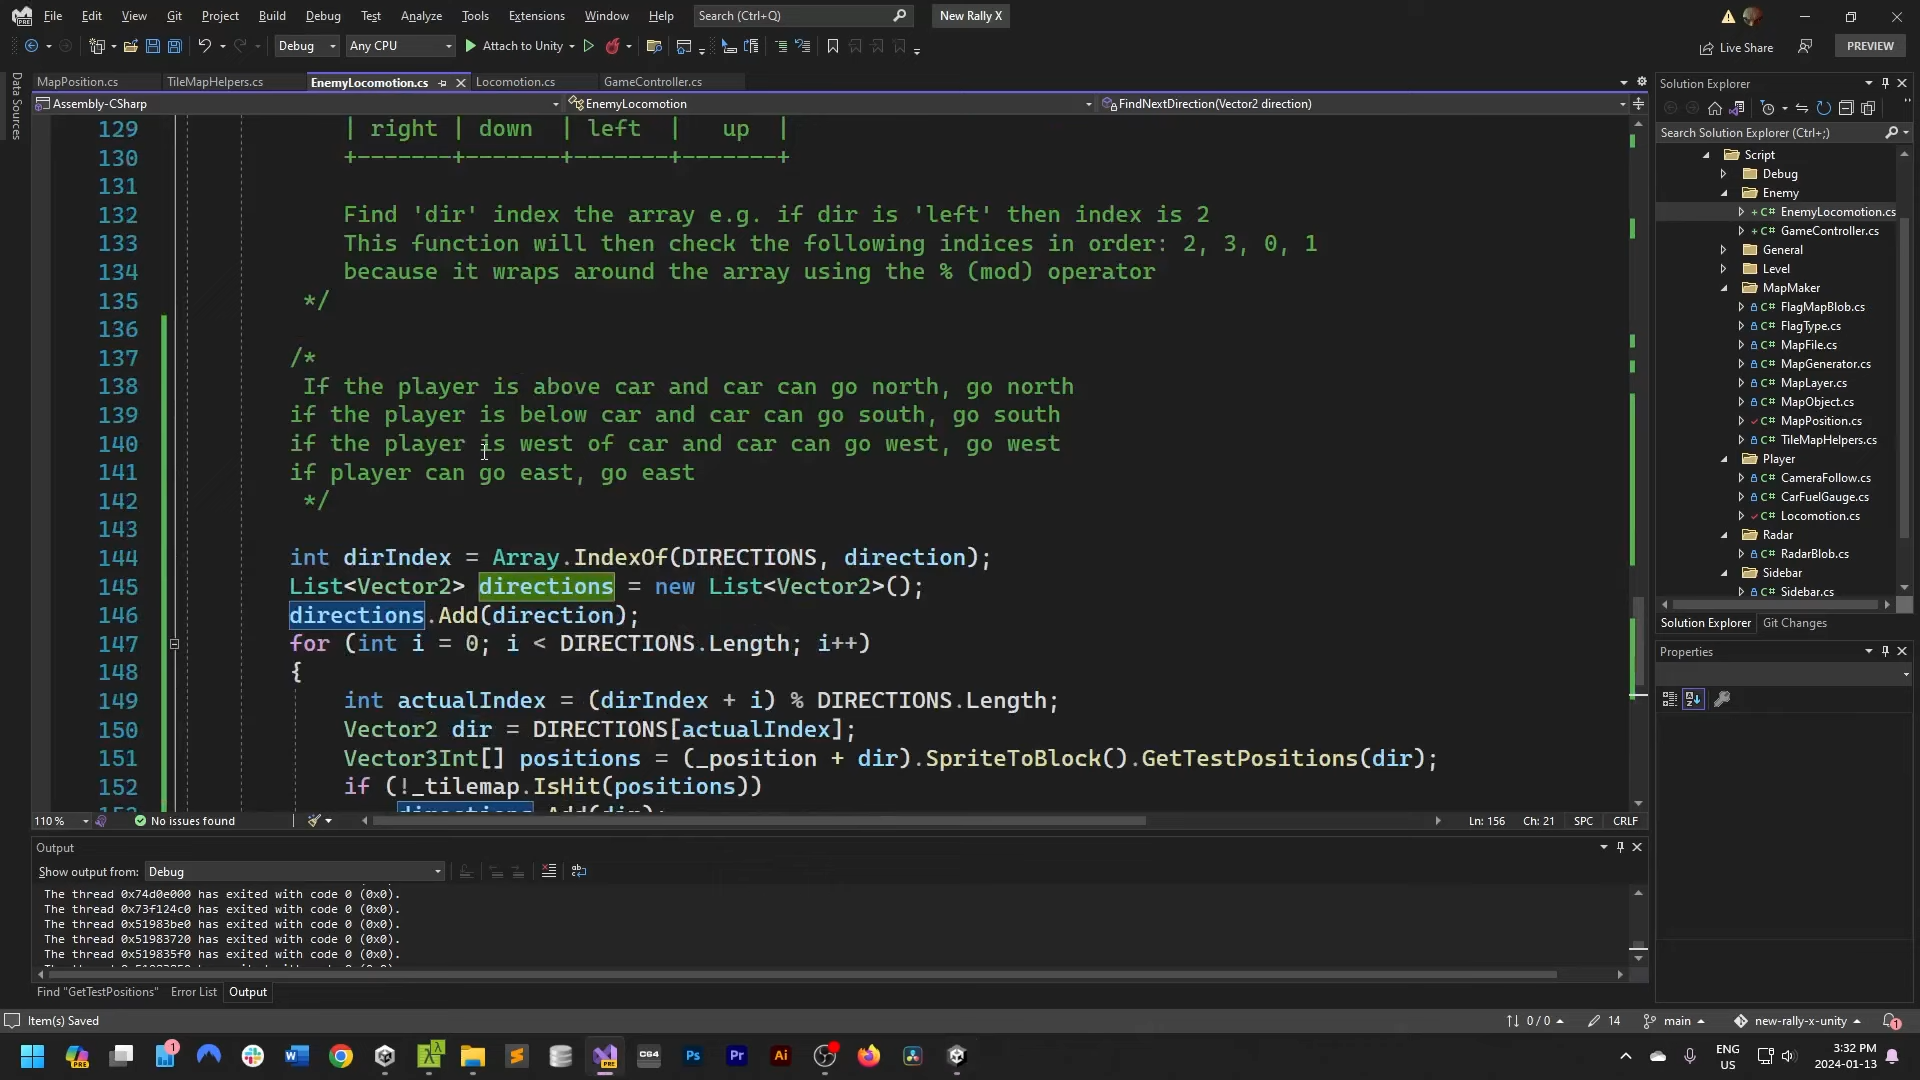 File Edit View Git Project Build Debug Test Analyze Tools Extensions Window Help Search (Ctrl+Q) New Rally X
Debug Any CPU Attach to Unity Live Share PREVIEW
MapPosition.cs TileMapHelpers.cs EnemyLocomotion.cs Locomotion.cs GameController.cs
Assembly-CSharp EnemyLocomotion FindNextDirection(Vector2 direction)
Data Sources
129 | right | down | left | up |
130 +-------+-------+-------+-------+
131
132 Find 'dir' index the array e.g. if dir is 'left' then index is 2
133 This function will then check the following indices in order: 2, 3, 0, 1
134 because it wraps around the array using the % (mod) operator
135 */
136
137 /*
138 If the player is above car and car can go north, go north
139 if the player is below car and car can go south, go south
140 if the player is west of car and car can go west, go west
141 if player can go east, go east
142 */
143
144 int dirIndex = Array.IndexOf(DIRECTIONS, direction);
145 List<Vector2> directions = new List<Vector2>();
146 directions.Add(direction);
147 for (int i = 0; i < DIRECTIONS.Length; i++)
148 {
149 int actualIndex = (dirIndex + i) % DIRECTIONS.Length;
150 Vector2 dir = DIRECTIONS[actualIndex];
151 Vector3Int[] positions = (_position + dir).SpriteToBlock().GetTestPositions(dir);
152 if (!_tilemap.IsHit(positions))
110 % No issues found Ln: 156 Ch: 21 SPC CRLF
Output
Show output from: Debug
The thread 0x74d0e000 has exited with code 0 (0x0).
The thread 0x73f124c0 has exited with code 0 (0x0).
The thread 0x51983be0 has exited with code 0 (0x0).
The thread 0x51983720 has exited with code 0 (0x0).
The thread 0x519835f0 has exited with code 0 (0x0).
Find "GetTestPositions" Error List Output
Solution Explorer
Search Solution Explorer (Ctrl+;)
Script
Debug
Enemy
C# EnemyLocomotion.cs
C# GameController.cs
General
Level
MapMaker
C# FlagMapBlob.cs
C# FlagType.cs
C# MapFile.cs
C# MapGenerator.cs
C# MapLayer.cs
C# MapObject.cs
C# MapPosition.cs
C# TileMapHelpers.cs
Player
C# CameraFollow.cs
C# CarFuelGauge.cs
C# Locomotion.cs
Radar
C# RadarBlob.cs
Sidebar
C# Sidebar.cs
Solution Explorer Git Changes
Properties
Item(s) Saved 0 / 0 14 main new-rally-x-unity 1
1 PRE W CG4 Ps Pr Ai PRE ENG US 3:32 PM 2024-01-13